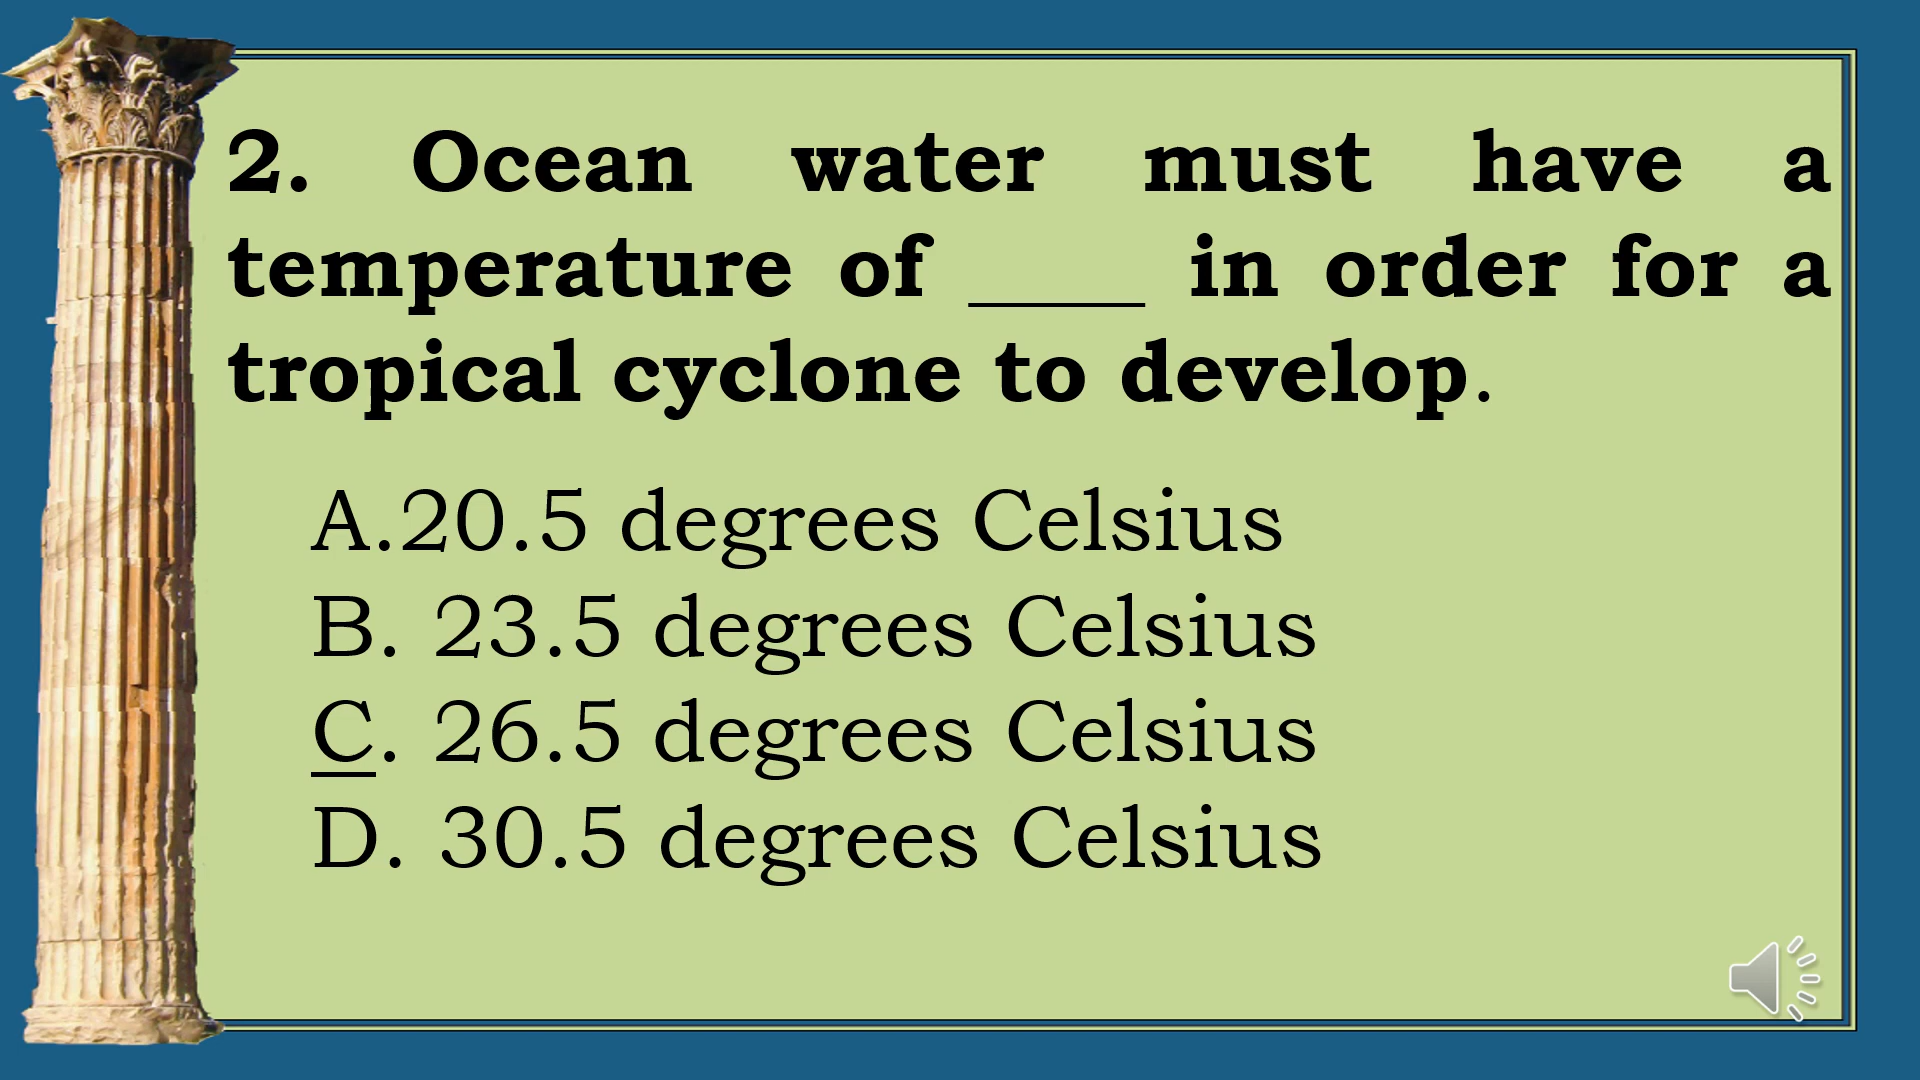 2. Ocean water must have a
temperature of ____ in order for a
tropical cyclone to develop.
A.20.5 degrees Celsius
B. 23.5 degrees Celsius
C. 26.5 degrees Celsius
D. 30.5 degrees Celsius